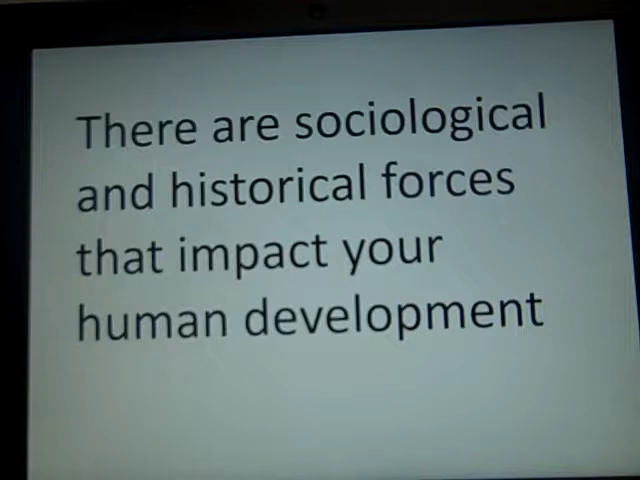 There are sociological
and historical forces
that impact your
human development